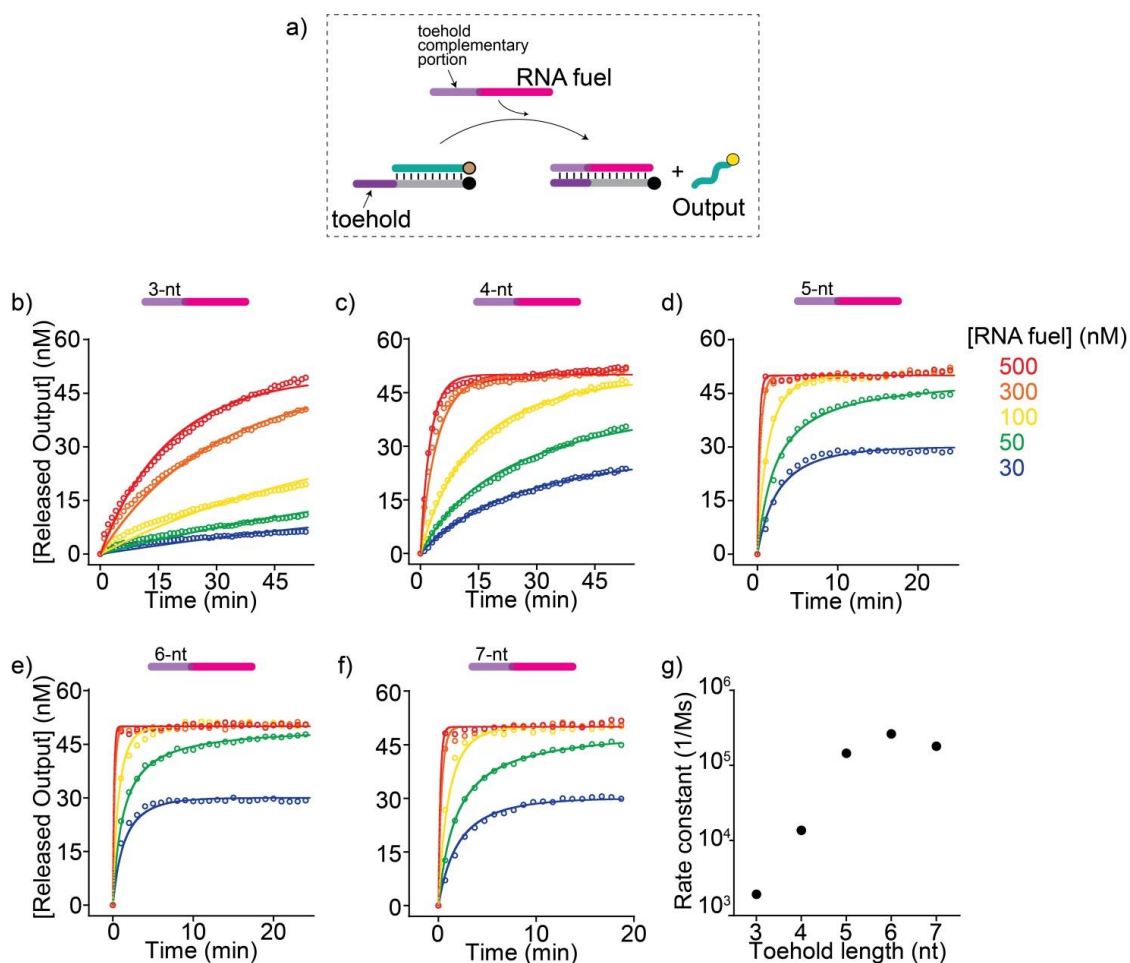 a)
toehold
complementary
portion
RNA fuel
toehold
+
Output
b)
3-nt
[Released Output] (nM)
60
45
30
15
0
0 15 30 45
Time (min)
c)
4-nt
60
45
30
15
0
0 15 30 45
Time (min)
d)
5-nt
60
45
30
15
0
0 10 20
Time (min)
[RNA fuel] (nM)
500
300
100
50
30
e)
6-nt
[Released Output] (nM)
60
45
30
15
0
0 10 20
Time (min)
f)
7-nt
60
45
30
15
0
0 10 20
Time (min)
g)
Rate constant (1/Ms)
10⁶
10⁵
10⁴
10³
3 4 5 6 7
Toehold length (nt)